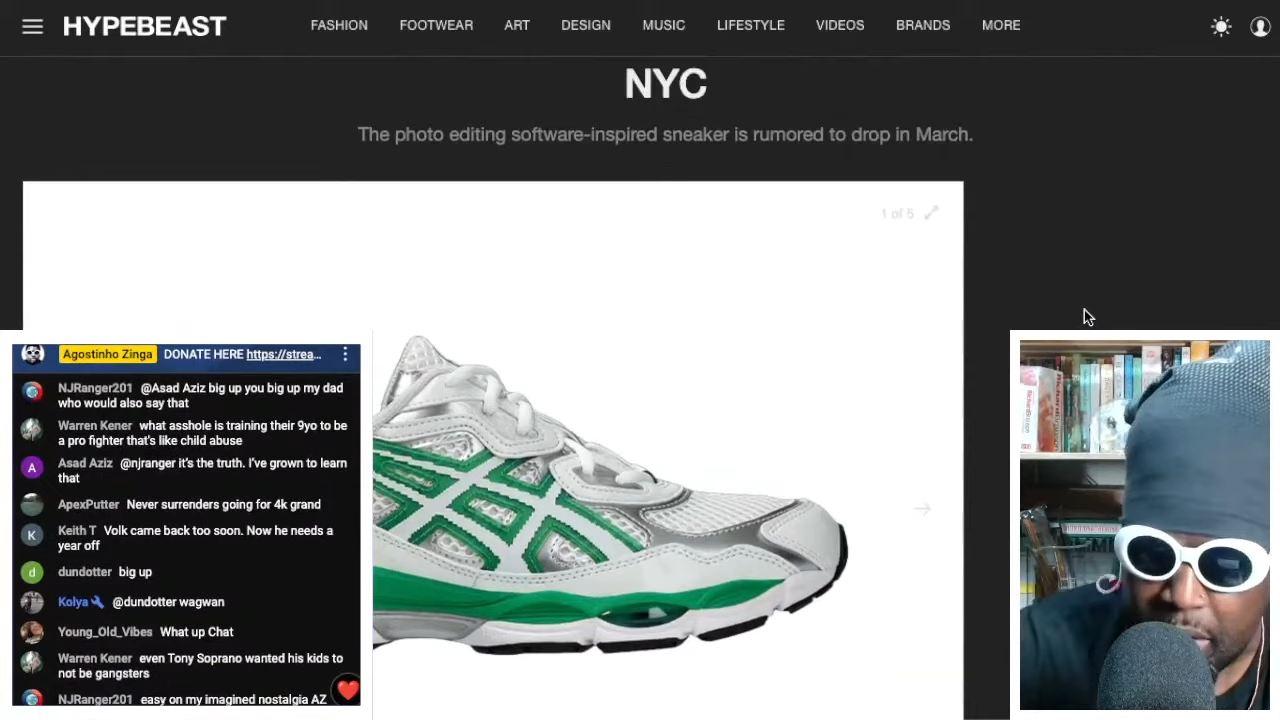 HYPEBEAST
FASHION
FOOTWEAR
ART
DESIGN
MUSIC
LIFESTYLE
VIDEOS
BRANDS
MORE
NYC
The photo editing software-inspired sneaker is rumored to drop in March.
1 of 5
Agostinho Zinga DONATE HERE https://strea...
NJRanger201 @Asad Aziz big up you big up my dad
who would also say that
Warren Kener what asshole is training their 9yo to be
a pro fighter that's like child abuse
A
Asad Aziz @njranger it's the truth. I've grown to learn
that
ApexPutter Never surrenders going for 4k grand
K
Keith T Volk came back too soon. Now he needs a
year off
d
dundotter big up
Kolya @dundotter wagwan
Young_Old_Vibes What up Chat
Warren Kener even Tony Soprano wanted his kids to
not be gangsters
NJRanger201 easy on my imagined nostalgia AZ